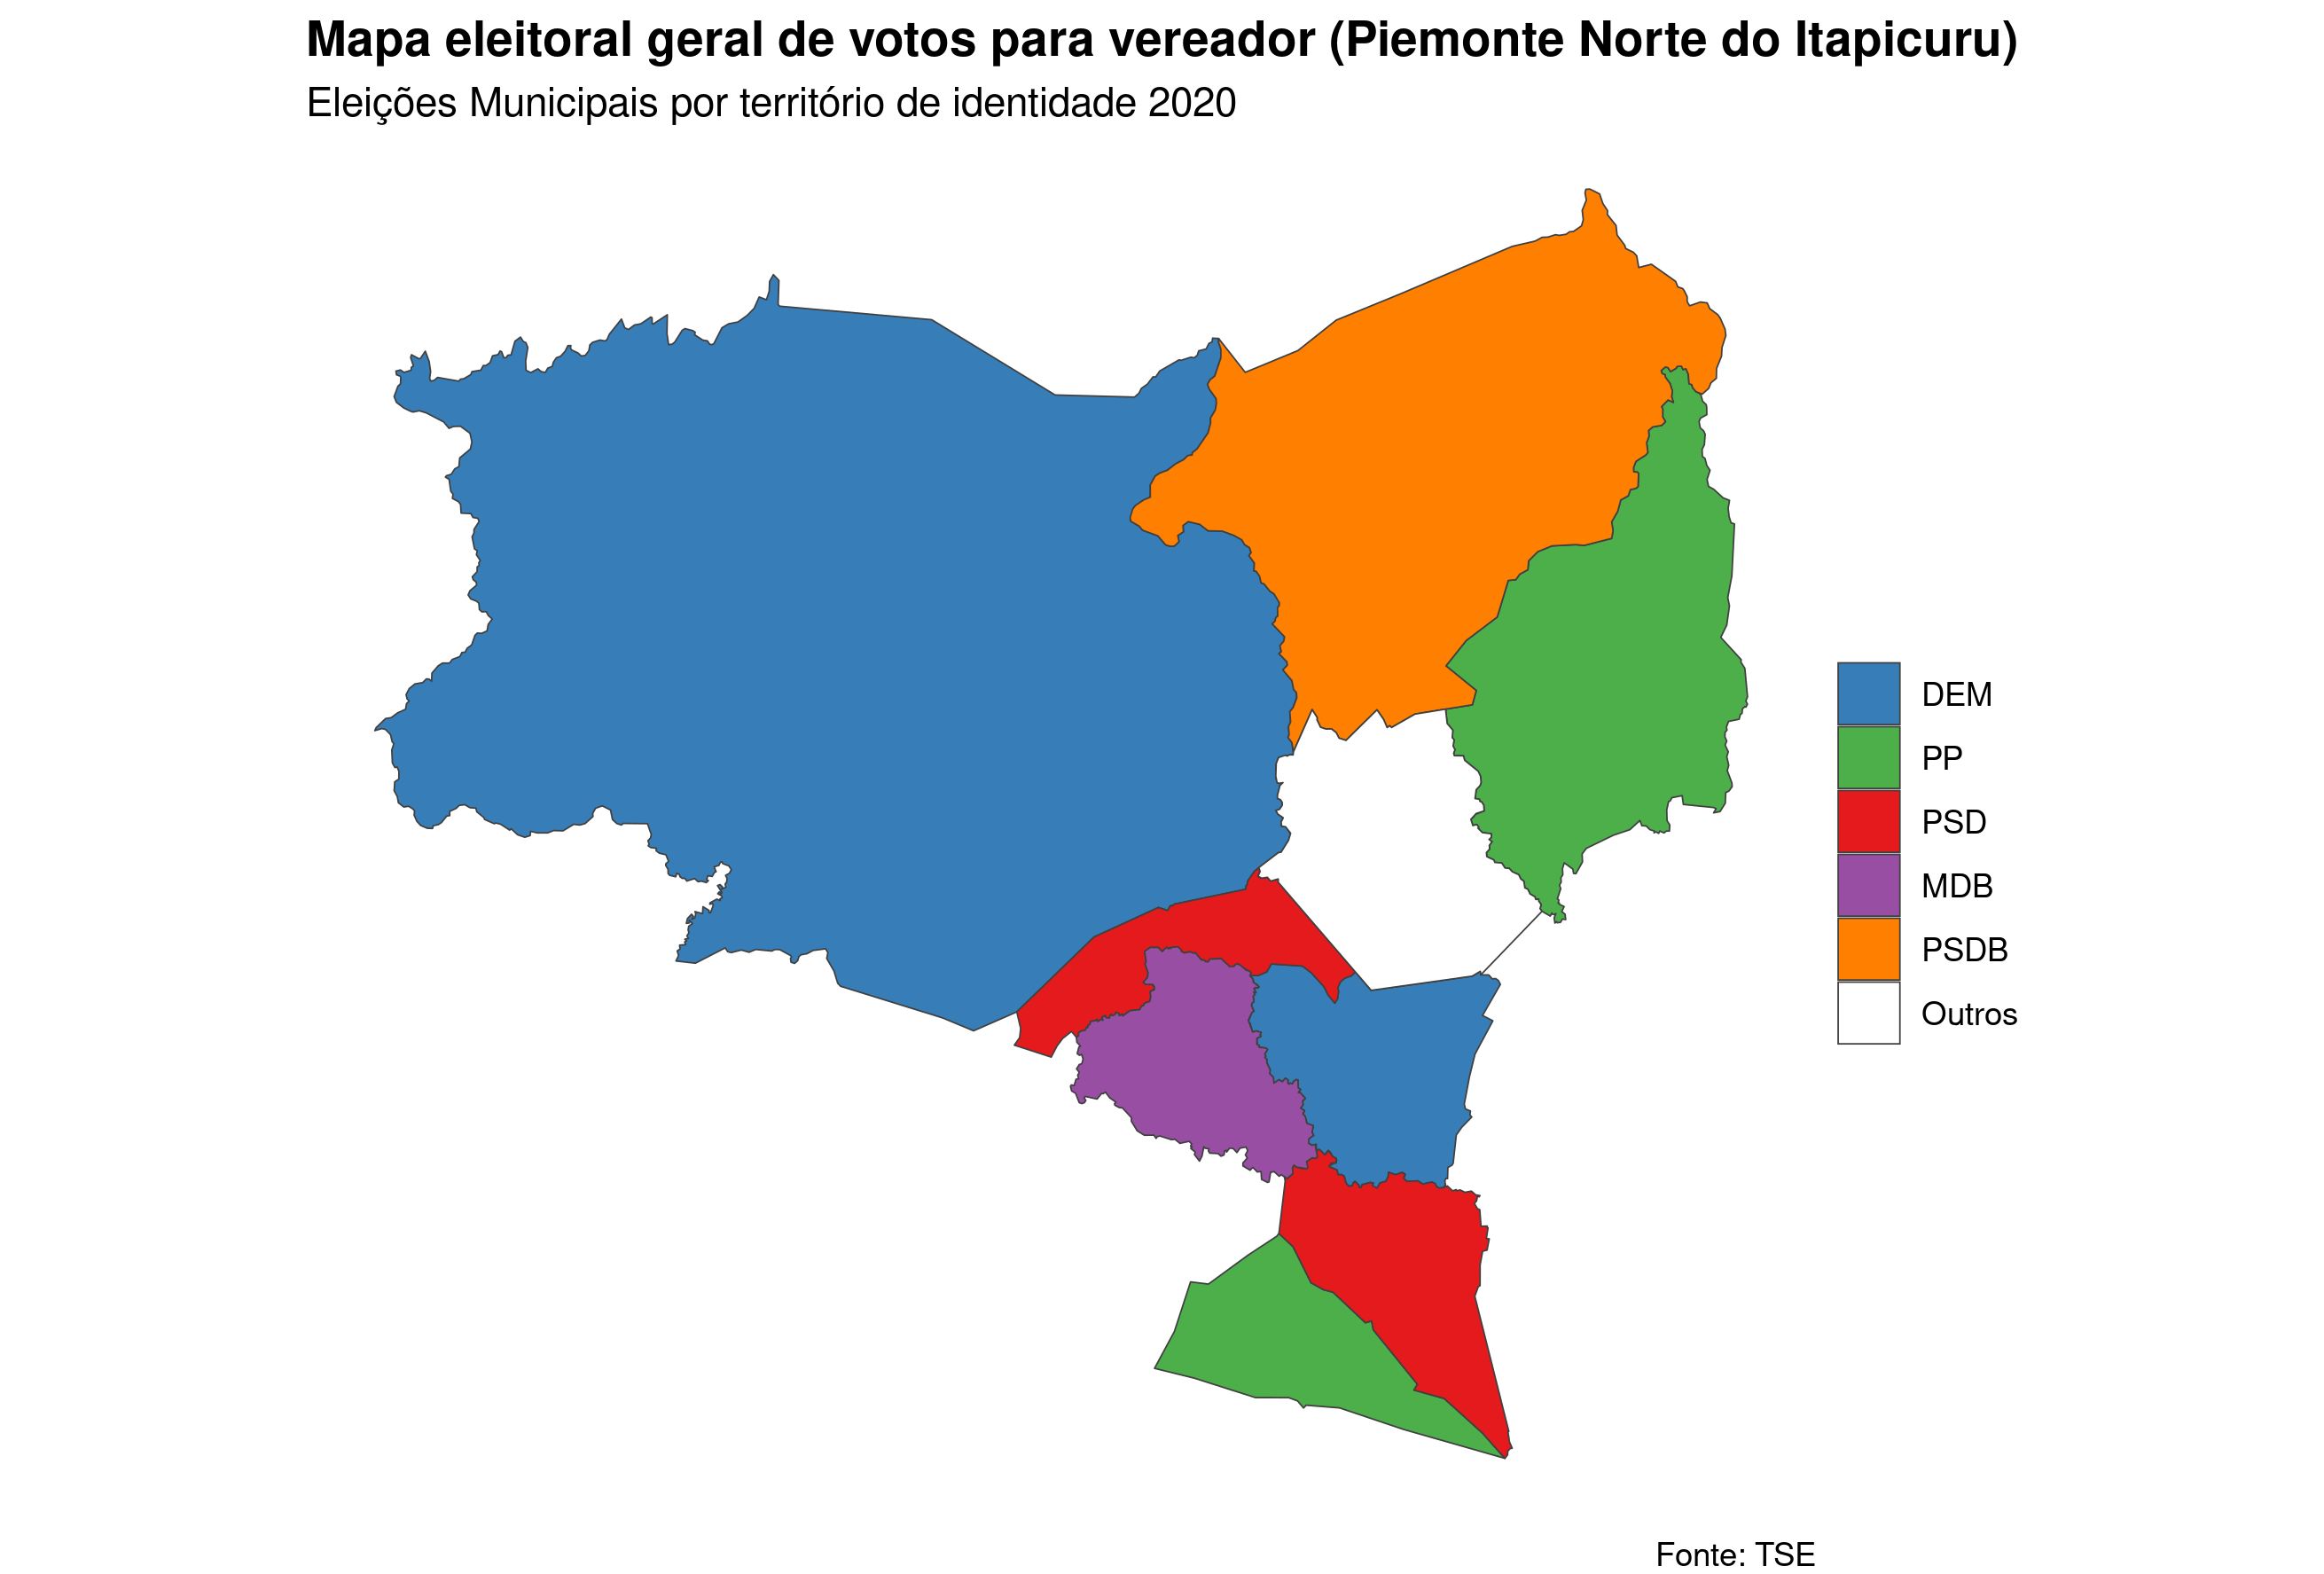 Mapa eleitoral geral de votos para vereador (Piemonte Norte do Itapicuru)
Eleições Municipais por território de identidade 2020
DEM
PP
PSD
MDB
PSDB
Outros
Fonte: TSE